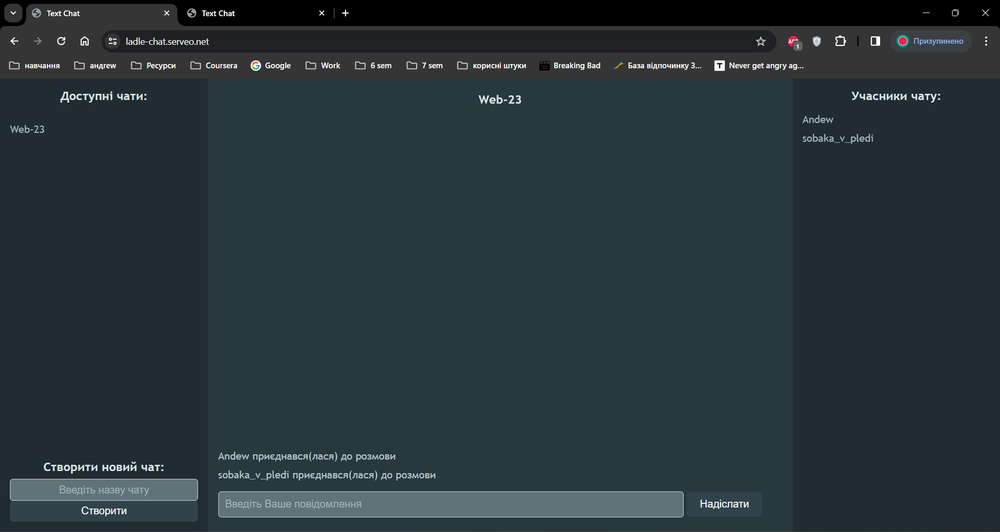 Text Chat
Text Chat
ladle-chat.serveo.net
ABP
1
Призупинено
навчання
андrew
Ресурси
Coursera
Google
Work
6 sem
7 sem
корисні штуки
Breaking Bad
База відпочинку З...
T
Never get angry ag...
Доступні чати:
Web-23
Web-23
Учасники чату:
Andew
sobaka_v_pledi
Andew приєднався(лася) до розмови
sobaka_v_pledi приєднався(лася) до розмови
Створити новий чат:
Введіть назву чату
Створити
Введіть Ваше повідомлення
Надіслати